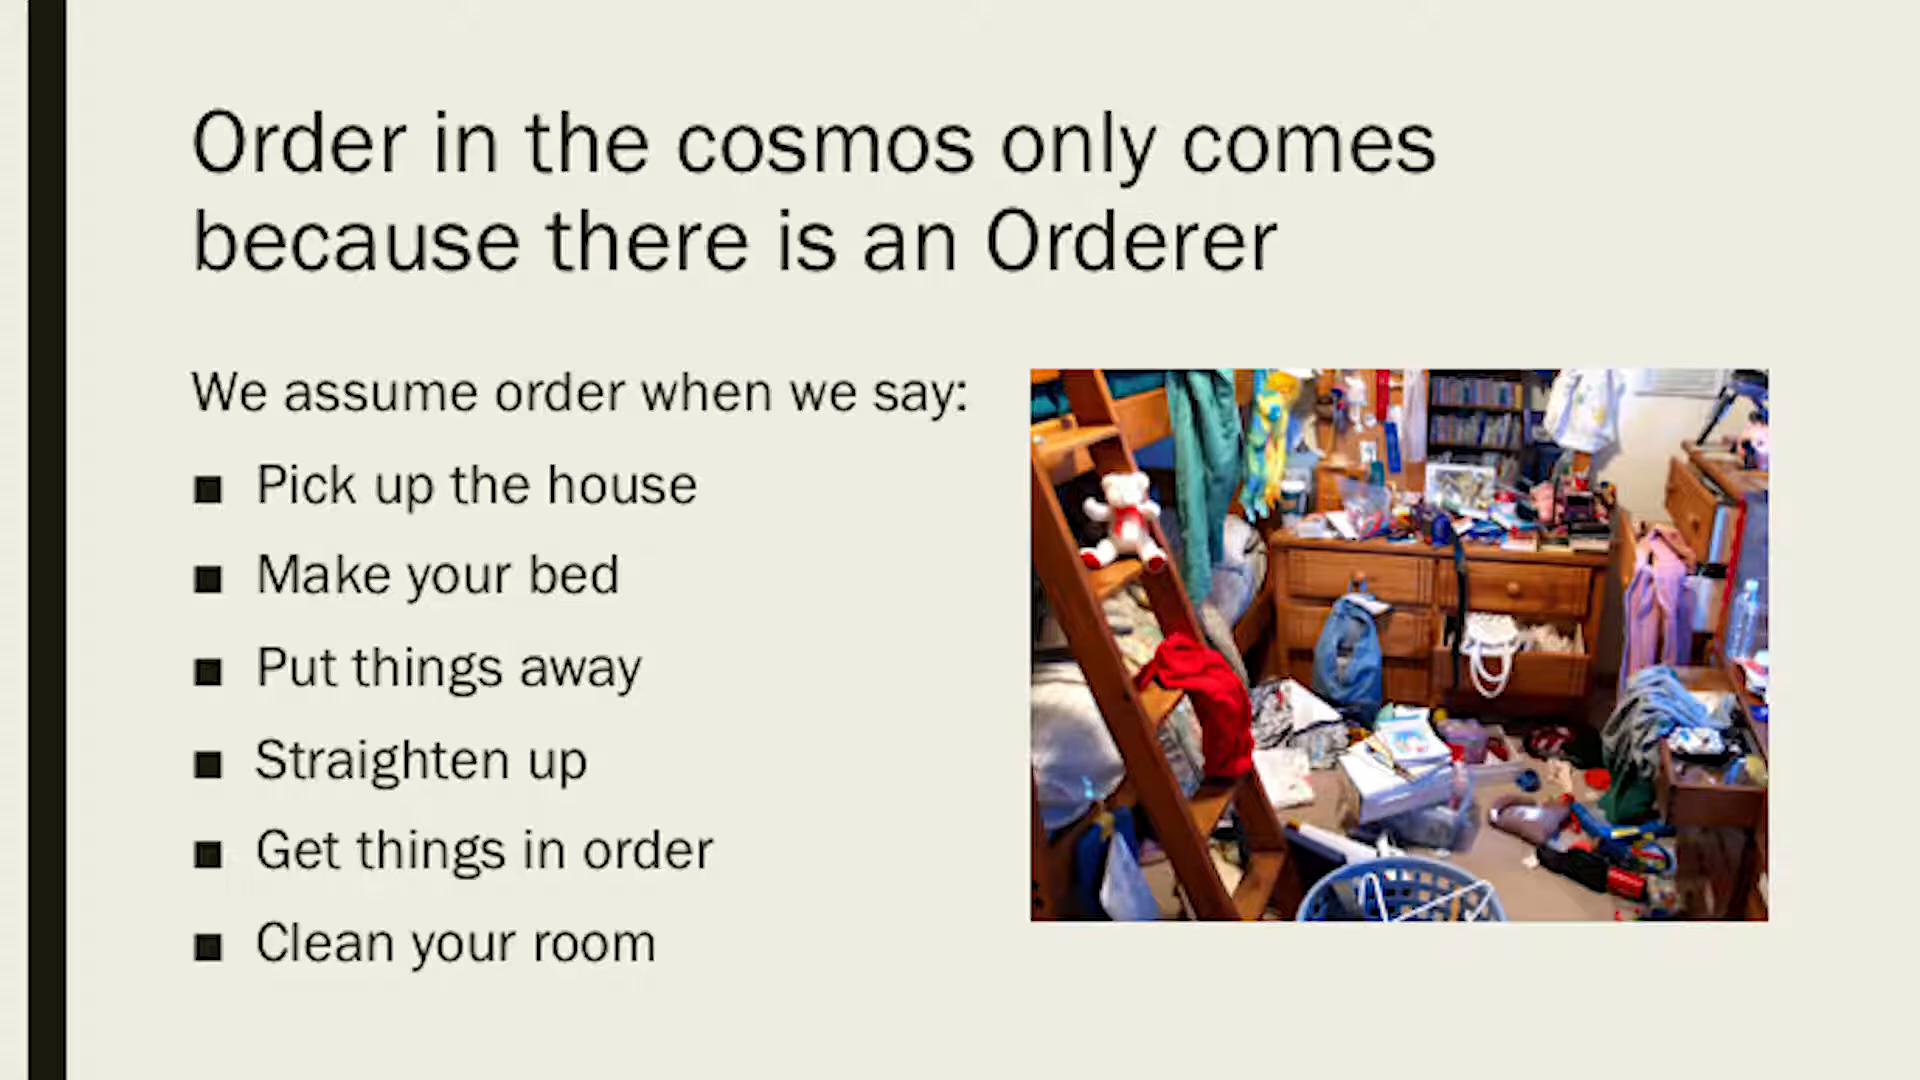 Order in the cosmos only comes
because there is an Orderer
We assume order when we say:
■ Pick up the house
■ Make your bed
■ Put things away
■ Straighten up
■ Get things in order
■ Clean your room